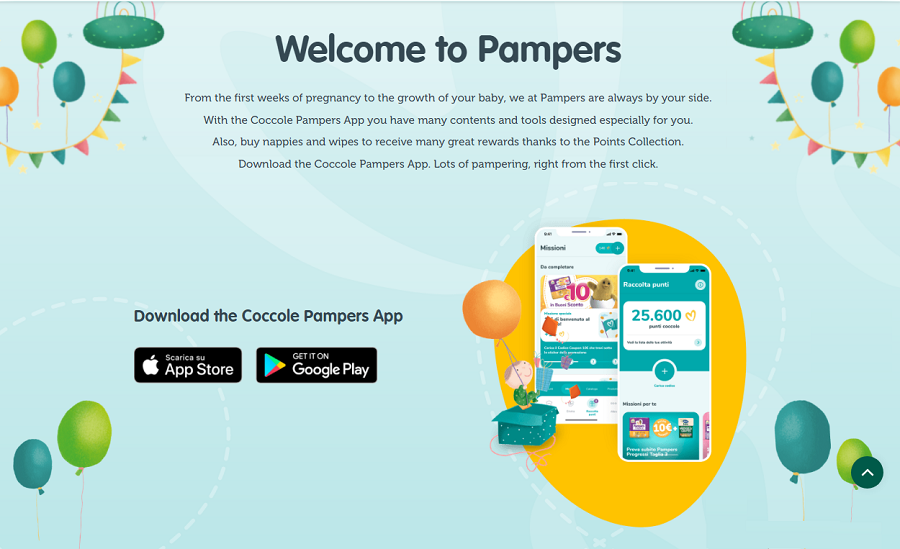 Welcome to Pampers
From the first weeks of pregnancy to the growth of your baby, we at Pampers are always by your side.
With the Coccole Pampers App you have many contents and tools designed especially for you.
Also, buy nappies and wipes to receive many great rewards thanks to the Points Collection.
Download the Coccole Pampers App. Lots of pampering, right from the first click.
Download the Coccole Pampers App
Scarica su
App Store
GET IT ON
Google Play
9:41
Missioni
Da completare
€10
in Buoni Sconto
Missione speciale
di benvenuto al
Raccolta punti
25.600
punti coccole
Vedi la lista delle tue attività
Missioni per te
10€
Prova subito Pampers
Progressi Taglia